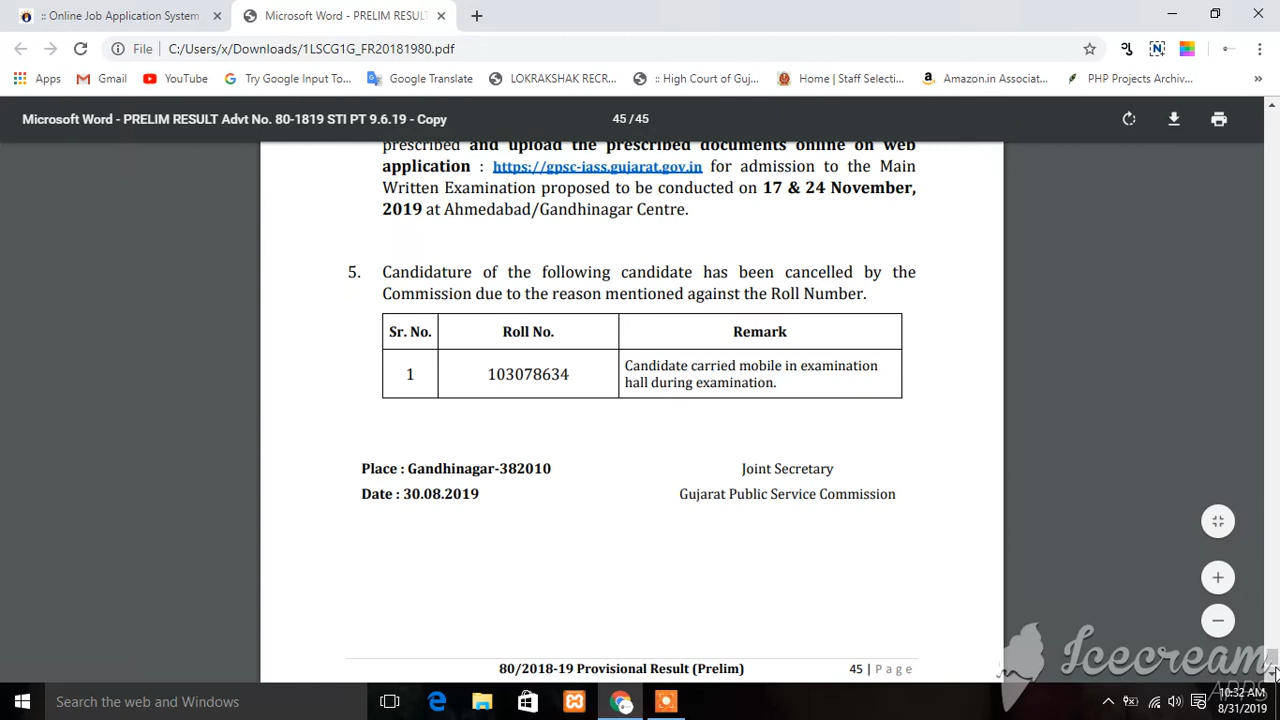 :: Online Job Application System
Microsoft Word - PRELIM RESULT
File
C:/Users/x/Downloads/1LSCG1G_FR20181980.pdf
Apps
Gmail
YouTube
Try Google Input To...
Google Translate
LOKRAKSHAK RECR...
:: High Court of Guj...
Home | Staff Selecti...
Amazon.in Associat...
PHP Projects Archiv...
»
Microsoft Word - PRELIM RESULT Advt No. 80-1819 STI PT 9.6.19 - Copy
45/45
prescribed and upload the prescribed documents online on web
application : https://gpsc-iass.gujarat.gov.in for admission to the Main
Written Examination proposed to be conducted on 17 & 24 November,
2019 at Ahmedabad/Gandhinagar Centre.
5. Candidature of the following candidate has been cancelled by the
Commission due to the reason mentioned against the Roll Number.
Sr. No. Roll No. Remark
1 103078634 Candidate carried mobile in examination
hall during examination.
Place : Gandhinagar-382010
Joint Secretary
Date : 30.08.2019
Gujarat Public Service Commission
80/2018-19 Provisional Result (Prelim)
45 | Page
Icecream
APPS
Search the web and Windows
10:32 AM
8/31/2019